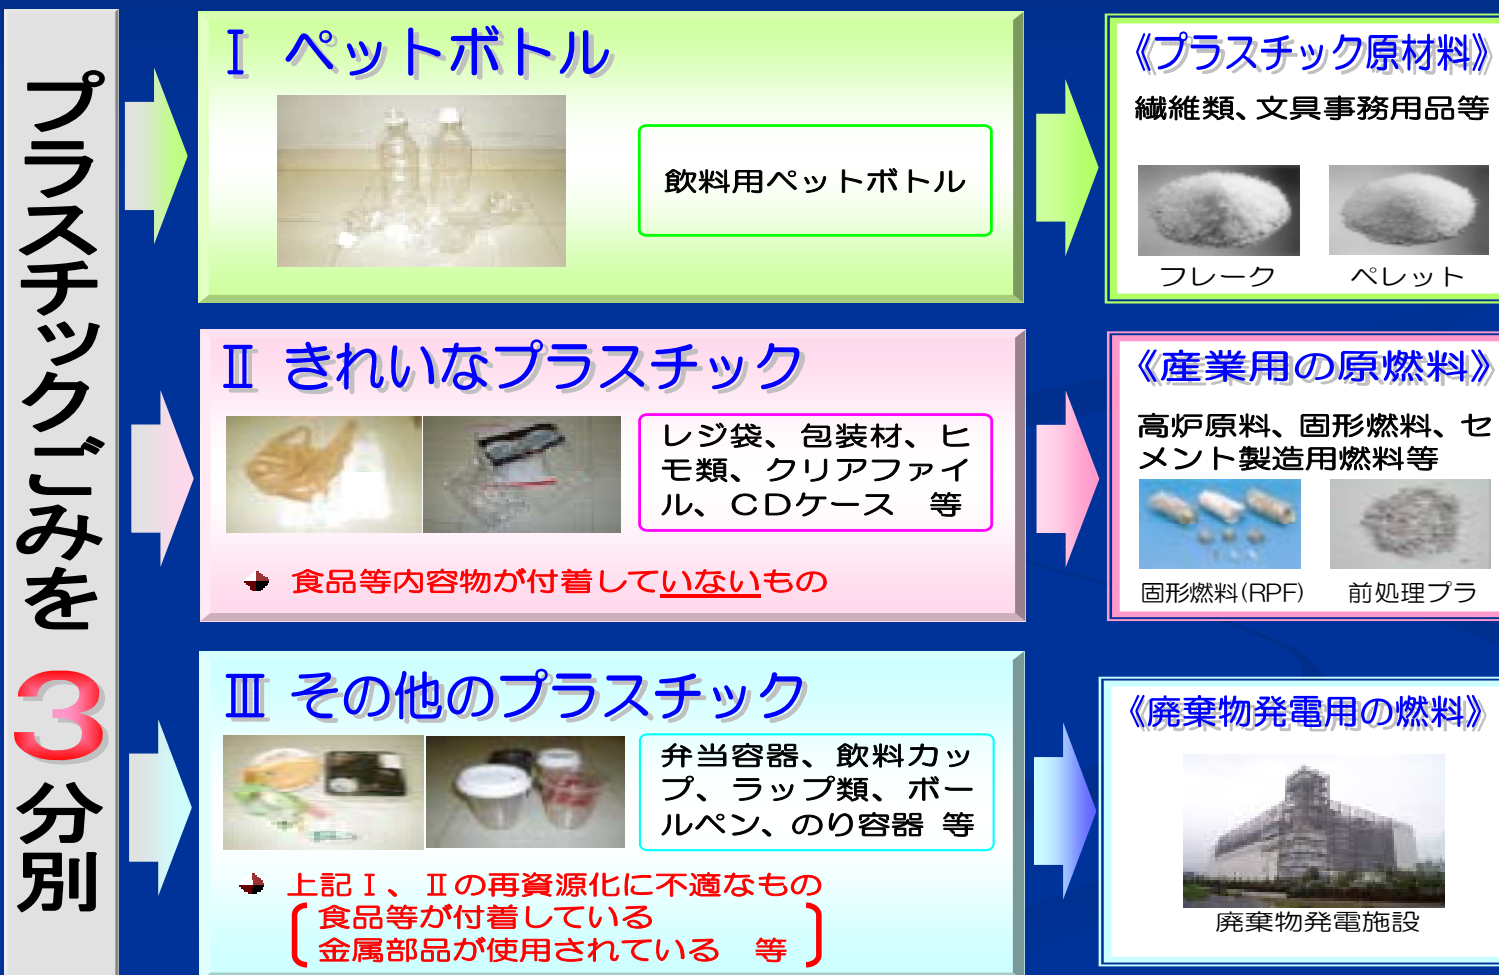 プラスチックごみを3分別
Ⅰ ペットボトル
飲料用ペットボトル
《プラスチック原材料》
繊維類、文具事務用品等
フレーク
ペレット
Ⅱ きれいなプラスチック
レジ袋、包装材、ヒ
モ類、クリアファイ
ル、CDケース 等
食品等内容物が付着していないもの
《産業用の原燃料》
高炉原料、固形燃料、セ
メント製造用燃料等
固形燃料(RPF)
前処理プラ
Ⅲ その他のプラスチック
弁当容器、飲料カッ
プ、ラップ類、ボー
ルペン、のり容器 等
上記Ⅰ、Ⅱの再資源化に不適なもの
食品等が付着している
金属部品が使用されている 等
《廃棄物発電用の燃料》
廃棄物発電施設